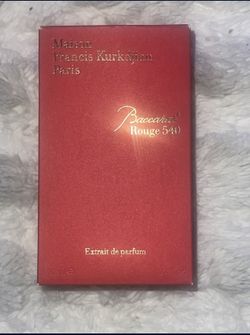 Maison
Francis Kurkdjian
Paris
Baccarat
Rouge 540
Extrait de parfum